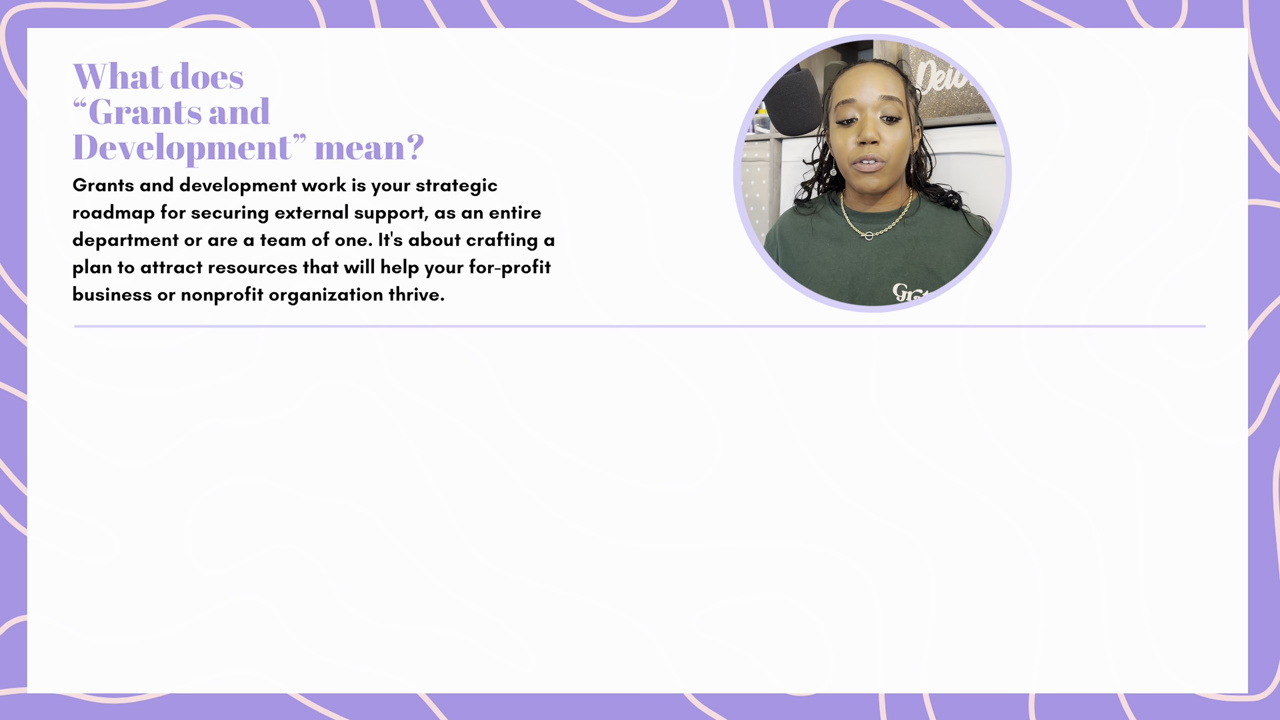 What does
“Grants and
Development” mean?
Grants and development work is your strategic
roadmap for securing external support, as an entire
department or are a team of one. It's about crafting a
plan to attract resources that will help your for-profit
business or nonprofit organization thrive.